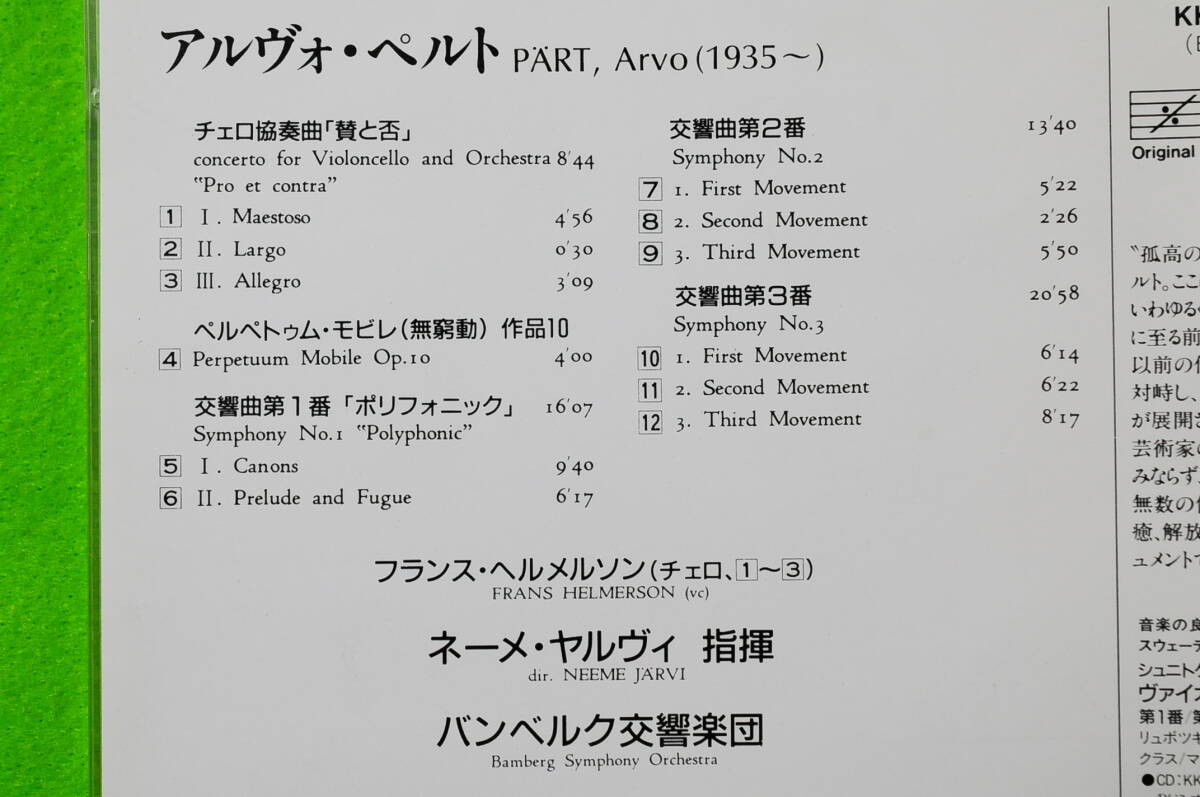 アルヴォ・ペルト PÄRT, Arvo (1935～)
チェロ協奏曲「賛と否」
concerto for Violoncello and Orchestra 8'44
"Pro et contra"
1 I. Maestoso 4'56
2 II. Largo 0'30
3 III. Allegro 3'09
ペルペトゥム・モビレ(無窮動) 作品10
4 Perpetuum Mobile Op.10 4'00
交響曲第1番「ポリフォニック」 16'07
Symphony No.1 "Polyphonic"
5 I. Canons 9'40
6 II. Prelude and Fugue 6'17
交響曲第2番 13'40
Symphony No.2
7 1. First Movement 5'22
8 2. Second Movement 2'26
9 3. Third Movement 5'50
交響曲第3番 20'58
Symphony No.3
10 1. First Movement 6'14
11 2. Second Movement 6'22
12 3. Third Movement 8'17
フランス・ヘルメルソン(チェロ、1～3)
FRANS HELMERSON (vc)
ネーメ・ヤルヴィ 指揮
dir. NEEME JÄRVI
バンベルク交響楽団
Bamberg Symphony Orchestra
KK
Original
"孤高の
ルト。ここ
いわゆる
に至る前
以前の
対峙し、
が展開さ
芸術家の
みならず、
無数の
癒、解放
ュメントで
音楽の良
スウェーデ
シュニトケ
ヴァイス
第1番/第
リュボツキ
クラス/マ
●CD:KK